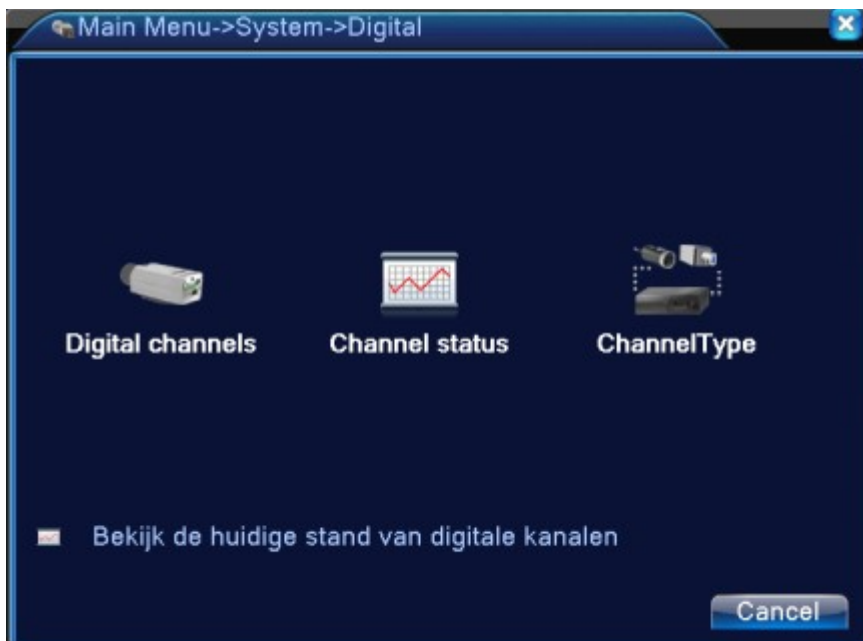 Main Menu->System->Digital
Digital channels Channel status ChannelType
Bekijk de huidige stand van digitale kanalen
Cancel